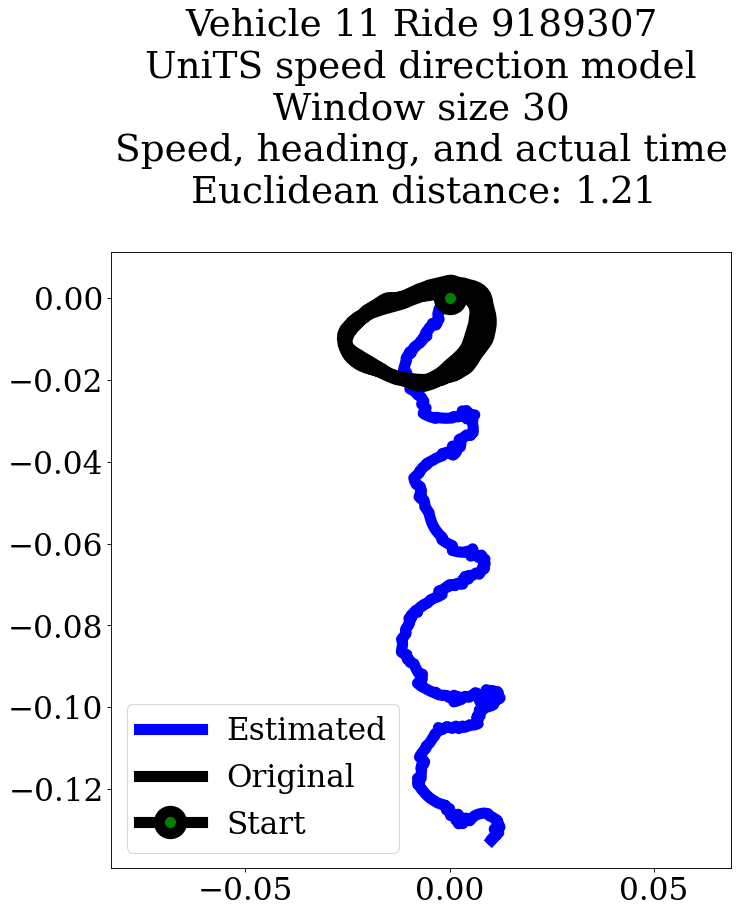 Vehicle 11 Ride 9189307
UniTS speed direction model
Window size 30
Speed, heading, and actual time
Euclidean distance: 1.21
0.00
−0.02
−0.04
−0.06
−0.08
−0.10
−0.12
Estimated
Original
Start
−0.05 0.00 0.05